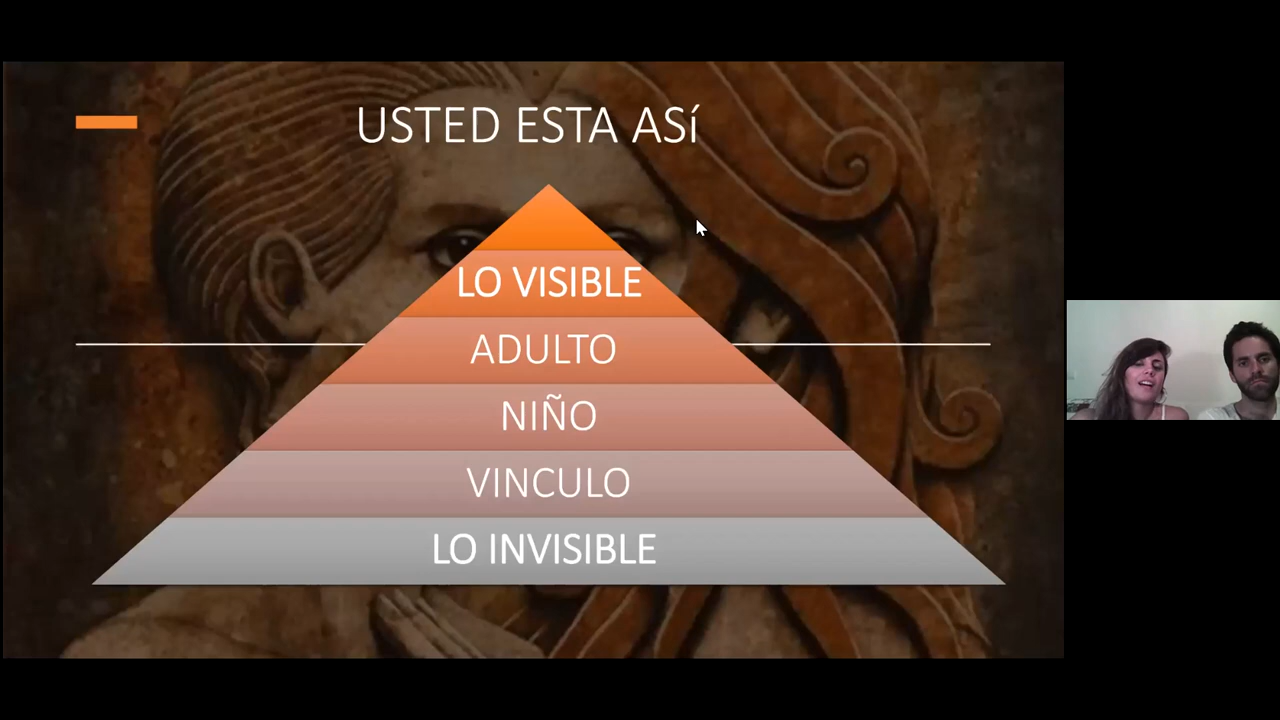 USTED ESTA ASí
LO VISIBLE
ADULTO
NIÑO
VINCULO
LO INVISIBLE